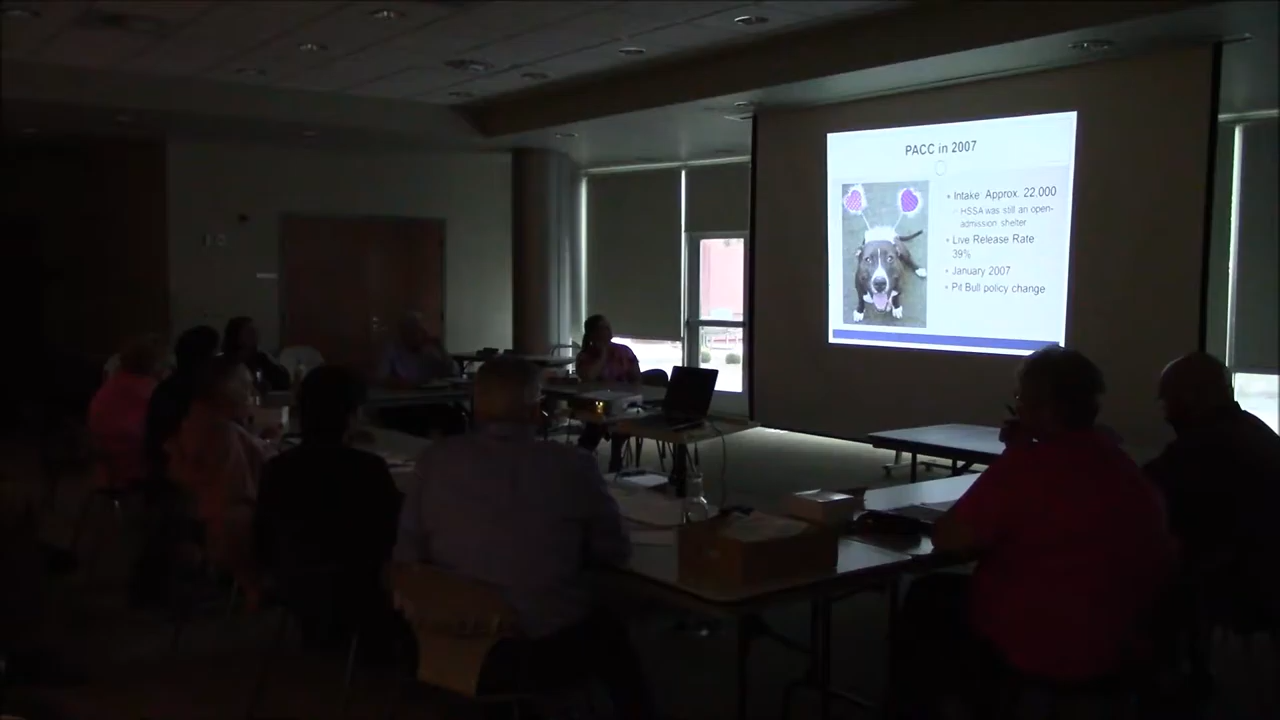 PACC in 2007
Intake Approx. 22,000
HSSA was still an open-
admission shelter
Live Release Rate
39%
January 2007
Pit Bull policy change